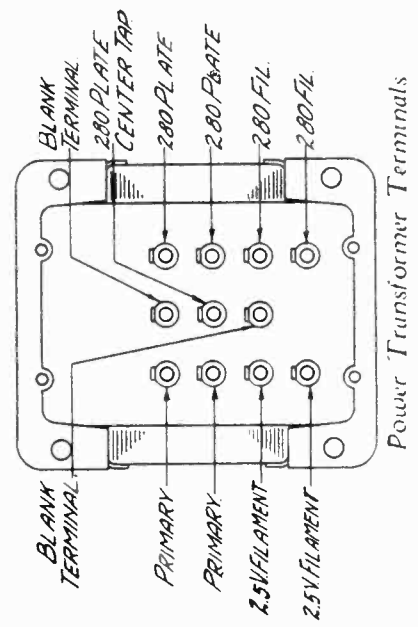 BLANK
TERMINAL
280 PLATE
CENTER TAP
280 PLATE
280 PLATE
280 FIL.
280 FIL.
BLANK
TERMINAL
PRIMARY
PRIMARY
2.5V. FILAMENT
2.5V. FILAMENT
Power Transformer Terminals